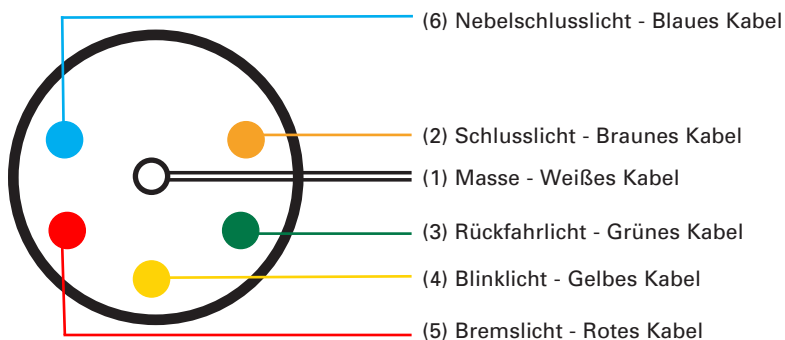 (6) Nebelschlusslicht - Blaues Kabel
(2) Schlusslicht - Braunes Kabel
(1) Masse - Weißes Kabel
(3) Rückfahrlicht - Grünes Kabel
(4) Blinklicht - Gelbes Kabel
(5) Bremslicht - Rotes Kabel